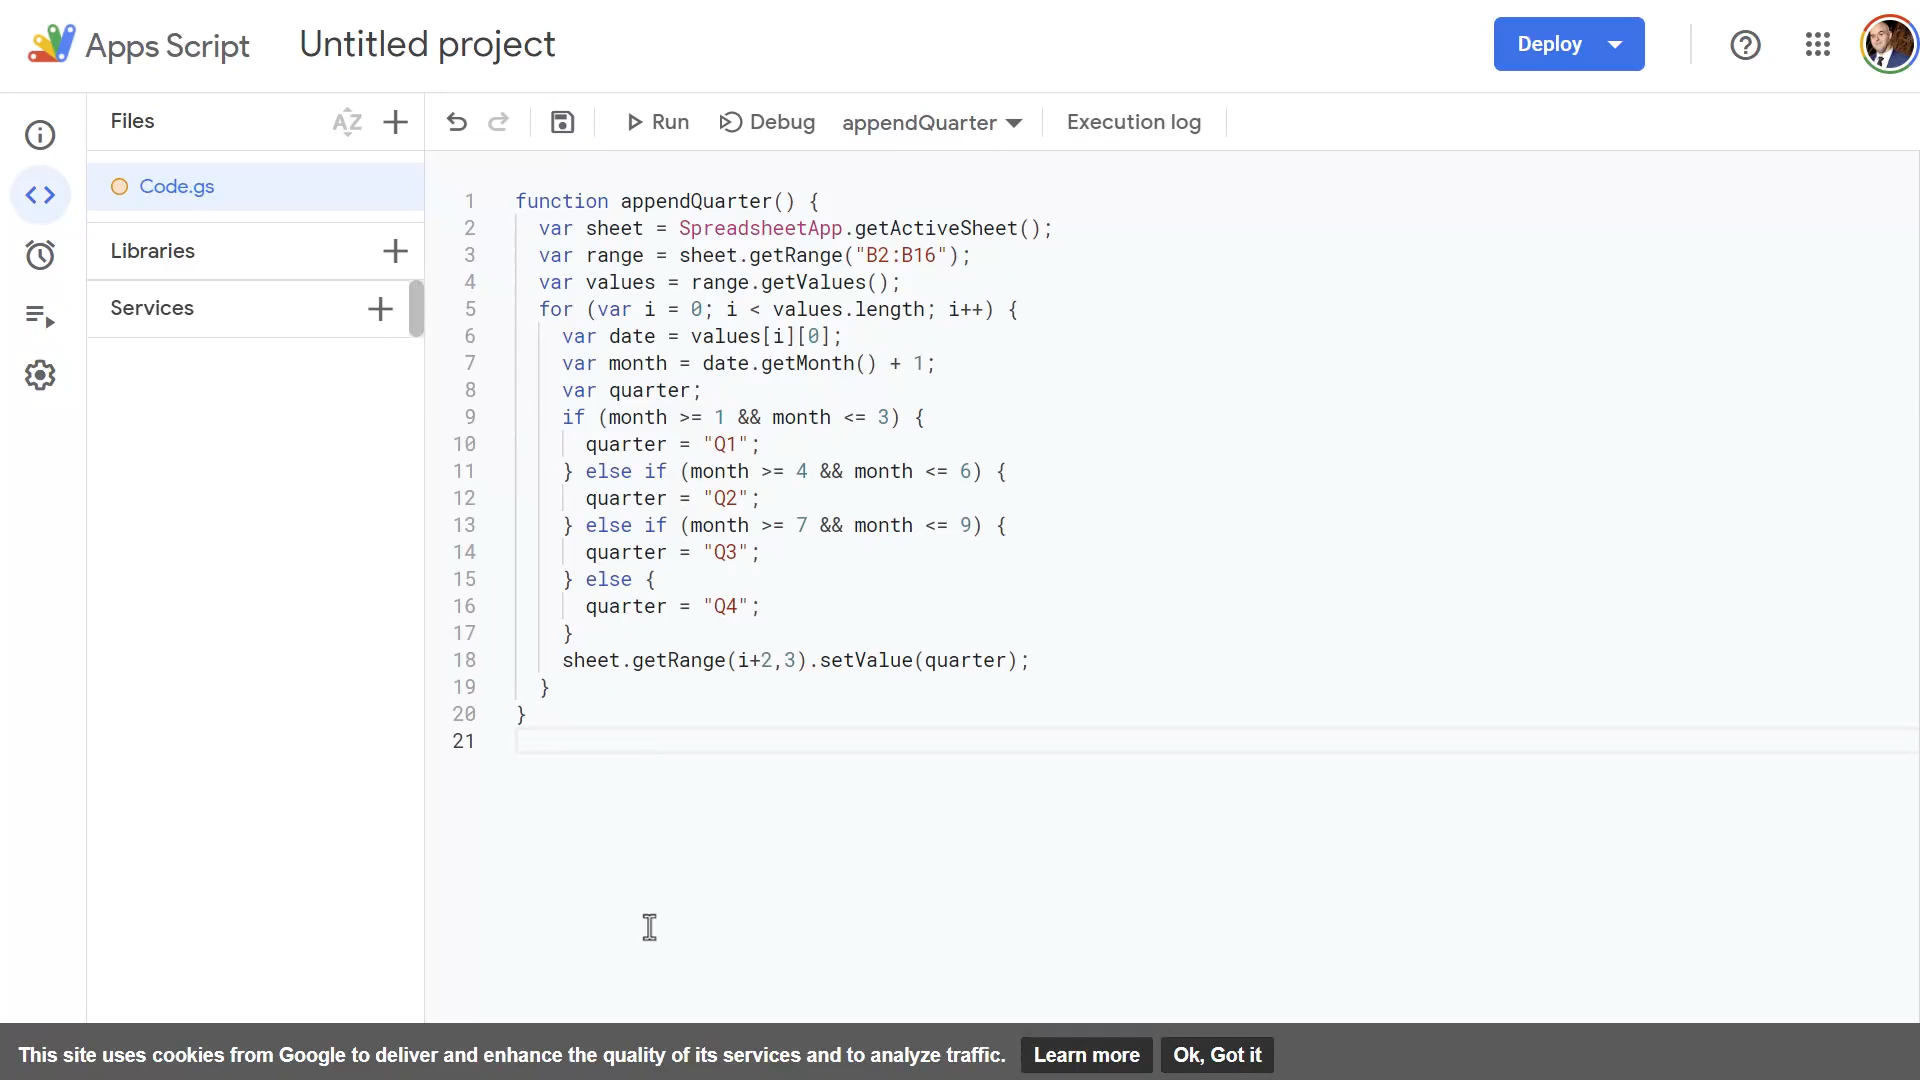 Apps Script
Untitled project
Deploy
Files
AZ
Run
Debug
appendQuarter
Execution log
Code.gs
Libraries
Services
1 function appendQuarter() {
2 var sheet = SpreadsheetApp.getActiveSheet();
3 var range = sheet.getRange("B2:B16");
4 var values = range.getValues();
5 for (var i = 0; i < values.length; i++) {
6 var date = values[i][0];
7 var month = date.getMonth() + 1;
8 var quarter;
9 if (month >= 1 && month <= 3) {
10 quarter = "Q1";
11 } else if (month >= 4 && month <= 6) {
12 quarter = "Q2";
13 } else if (month >= 7 && month <= 9) {
14 quarter = "Q3";
15 } else {
16 quarter = "Q4";
17 }
18 sheet.getRange(i+2,3).setValue(quarter);
19 }
20 }
21
This site uses cookies from Google to deliver and enhance the quality of its services and to analyze traffic.
Learn more
Ok, Got it